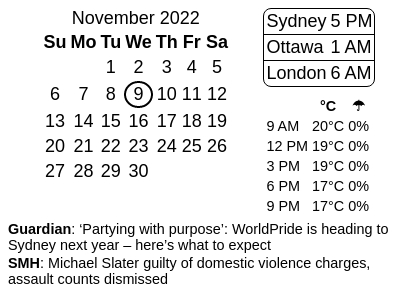 November 2022
Su Mo Tu We Th Fr Sa
1 2 3 4 5
6 7 8 9 10 11 12
13 14 15 16 17 18 19
20 21 22 23 24 25 26
27 28 29 30
Sydney 5 PM
Ottawa 1 AM
London 6 AM
°C ☂
9 AM 20°C 0%
12 PM 19°C 0%
3 PM 19°C 0%
6 PM 17°C 0%
9 PM 17°C 0%
Guardian: ‘Partying with purpose’: WorldPride is heading to
Sydney next year – here’s what to expect
SMH: Michael Slater guilty of domestic violence charges,
assault counts dismissed